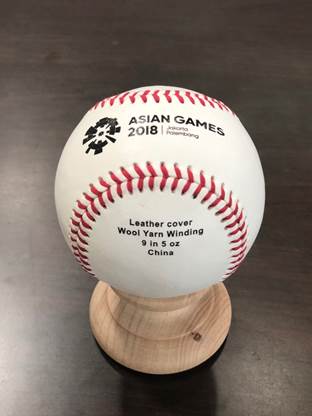 ASIAN GAMES
2018 | Jakarta
Palembang
Leather cover
Wool Yarn Winding
9 in 5 oz
China